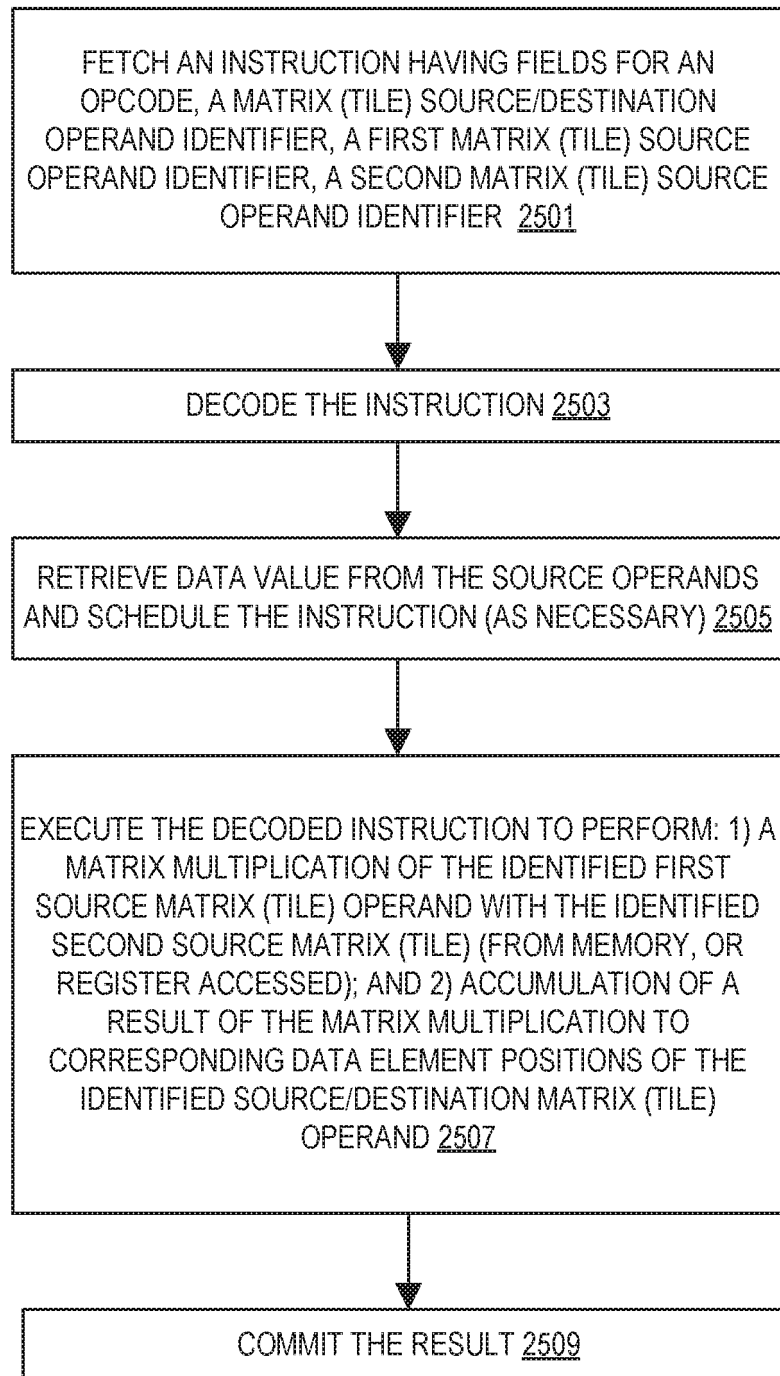 FETCH AN INSTRUCTION HAVING FIELDS FOR AN
OPCODE, A MATRIX (TILE) SOURCE/DESTINATION
OPERAND IDENTIFIER, A FIRST MATRIX (TILE) SOURCE
OPERAND IDENTIFIER, A SECOND MATRIX (TILE) SOURCE
OPERAND IDENTIFIER 2501
DECODE THE INSTRUCTION 2503
RETRIEVE DATA VALUE FROM THE SOURCE OPERANDS
AND SCHEDULE THE INSTRUCTION (AS NECESSARY) 2505
EXECUTE THE DECODED INSTRUCTION TO PERFORM: 1) A
MATRIX MULTIPLICATION OF THE IDENTIFIED FIRST
SOURCE MATRIX (TILE) OPERAND WITH THE IDENTIFIED
SECOND SOURCE MATRIX (TILE) (FROM MEMORY, OR
REGISTER ACCESSED); AND 2) ACCUMULATION OF A
RESULT OF THE MATRIX MULTIPLICATION TO
CORRESPONDING DATA ELEMENT POSITIONS OF THE
IDENTIFIED SOURCE/DESTINATION MATRIX (TILE)
OPERAND 2507
COMMIT THE RESULT 2509